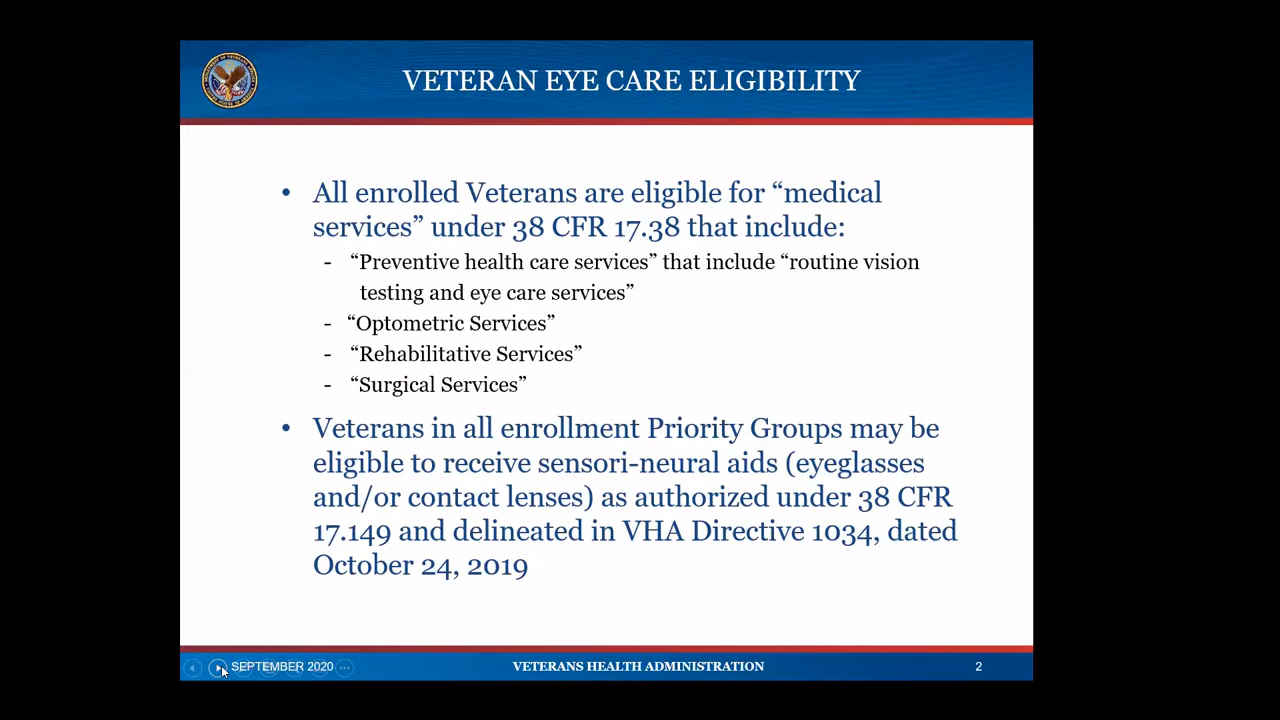 VETERAN EYE CARE ELIGIBILITY
• All enrolled Veterans are eligible for “medical
services” under 38 CFR 17.38 that include:
- “Preventive health care services” that include “routine vision
testing and eye care services”
- “Optometric Services”
- “Rehabilitative Services”
- “Surgical Services”
• Veterans in all enrollment Priority Groups may be
eligible to receive sensori-neural aids (eyeglasses
and/or contact lenses) as authorized under 38 CFR
17.149 and delineated in VHA Directive 1034, dated
October 24, 2019
SEPTEMBER 2020
VETERANS HEALTH ADMINISTRATION
2